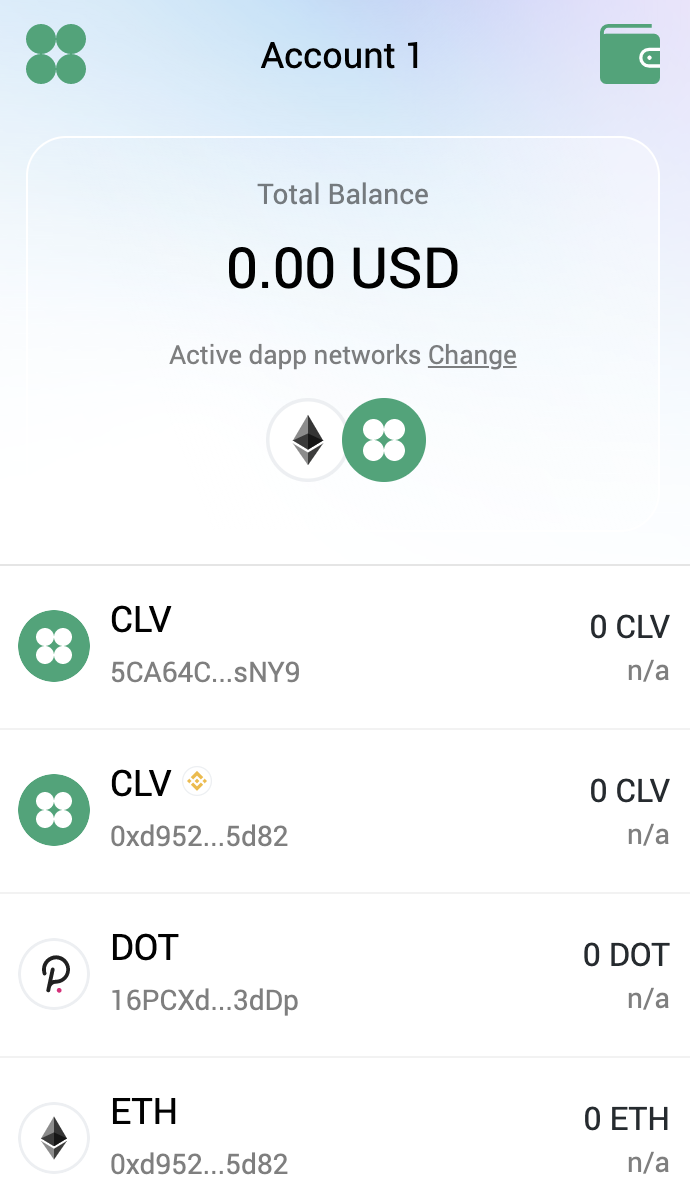 Account 1
Total Balance
0.00 USD
Active dapp networks Change
CLV
0 CLV
5CA64C...sNY9
n/a
CLV
0 CLV
0xd952...5d82
n/a
DOT
0 DOT
16PCXd...3dDp
n/a
ETH
0 ETH
0xd952...5d82
n/a